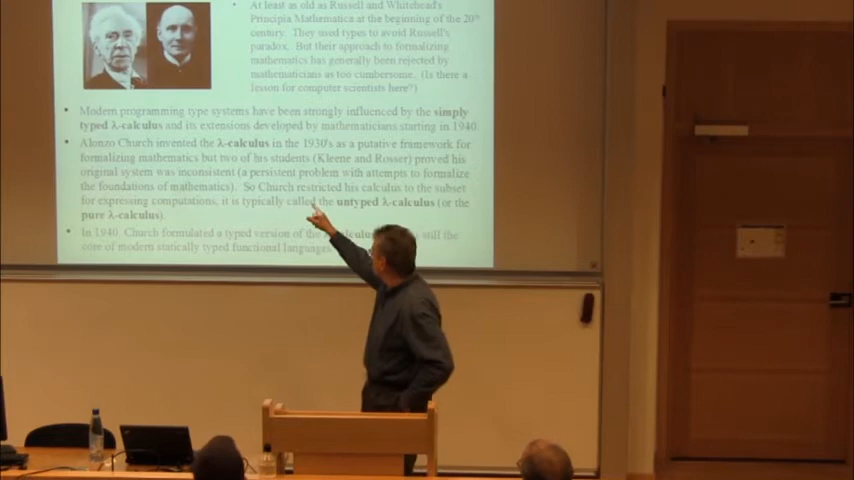 • At least as old as Russell and Whitehead's
Principia Mathematica at the beginning of the 20th
century. They used types to avoid Russell's
paradox. But their approach to formalizing
mathematics has generally been rejected by
mathematicians as too cumbersome. (Is there a
lesson for computer scientists here?)
• Modern programming type systems have been strongly influenced by the simply
typed λ-calculus and its extensions developed by mathematicians starting in 1940.
• Alonzo Church invented the λ-calculus in the 1930's as a putative framework for
formalizing mathematics but two of his students (Kleene and Rosser) proved his
original system was inconsistent (a persistent problem with attempts to formalize
the foundations of mathematics). So Church restricted his calculus to the subset
for expressing computations, it is typically called the untyped λ-calculus (or the
pure λ-calculus).
• In 1940, Church formulated a typed version of the still the
core of modern statically typed functional languages